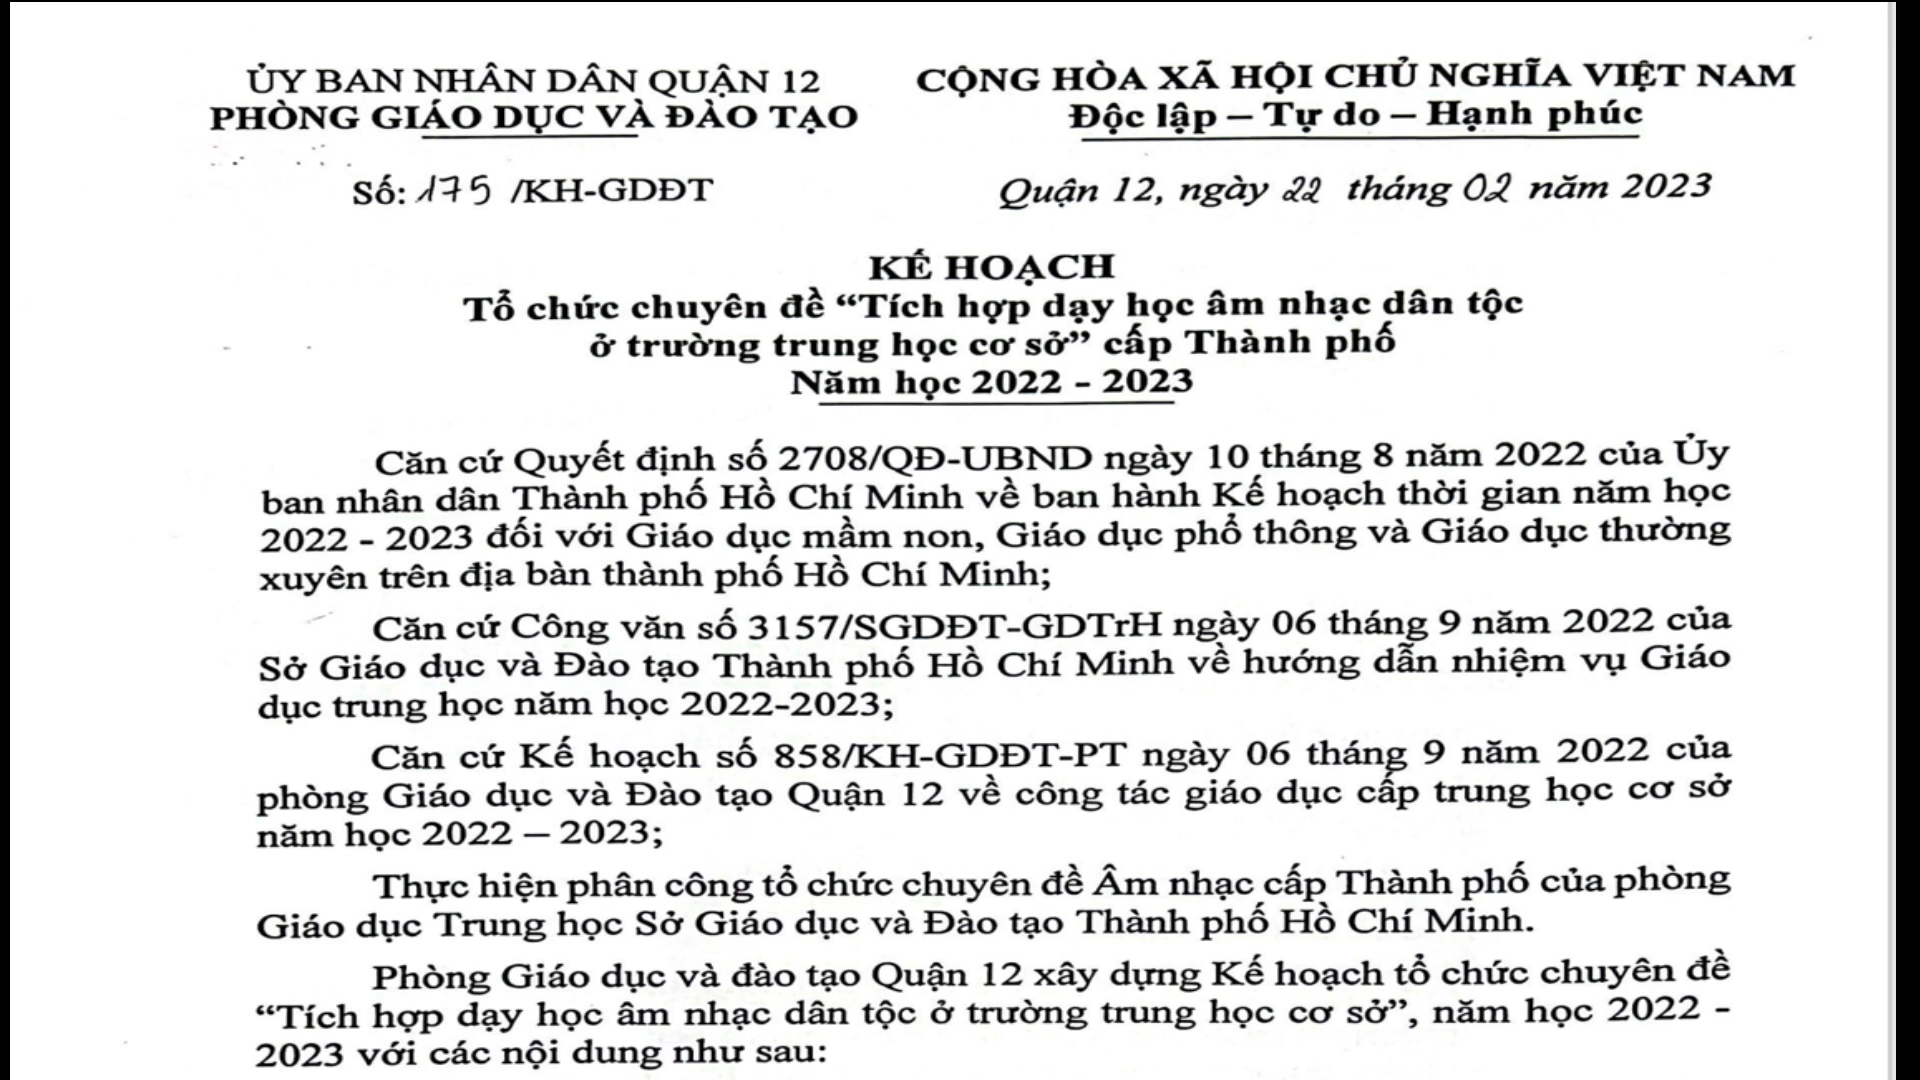 ỦY BAN NHÂN DÂN QUẬN 12
PHÒNG GIÁO DỤC VÀ ĐÀO TẠO
CỘNG HÒA XÃ HỘI CHỦ NGHĨA VIỆT NAM
Độc lập – Tự do – Hạnh phúc
Số: 175 /KH-GDĐT
Quận 12, ngày 22 tháng 02 năm 2023
KẾ HOẠCH
Tổ chức chuyên đề “Tích hợp dạy học âm nhạc dân tộc
ở trường trung học cơ sở” cấp Thành phố
Năm học 2022 - 2023
Căn cứ Quyết định số 2708/QĐ-UBND ngày 10 tháng 8 năm 2022 của Ủy
ban nhân dân Thành phố Hồ Chí Minh về ban hành Kế hoạch thời gian năm học
2022 - 2023 đối với Giáo dục mầm non, Giáo dục phổ thông và Giáo dục thường
xuyên trên địa bàn thành phố Hồ Chí Minh;
Căn cứ Công văn số 3157/SGDĐT-GDTrH ngày 06 tháng 9 năm 2022 của
Sở Giáo dục và Đào tạo Thành phố Hồ Chí Minh về hướng dẫn nhiệm vụ Giáo
dục trung học năm học 2022-2023;
Căn cứ Kế hoạch số 858/KH-GDĐT-PT ngày 06 tháng 9 năm 2022 của
phòng Giáo dục và Đào tạo Quận 12 về công tác giáo dục cấp trung học cơ sở
năm học 2022 – 2023;
Thực hiện phân công tổ chức chuyên đề Âm nhạc cấp Thành phố của phòng
Giáo dục Trung học Sở Giáo dục và Đào tạo Thành phố Hồ Chí Minh.
Phòng Giáo dục và đào tạo Quận 12 xây dựng Kế hoạch tổ chức chuyên đề
“Tích hợp dạy học âm nhạc dân tộc ở trường trung học cơ sở”, năm học 2022 -
2023 với các nội dung như sau: